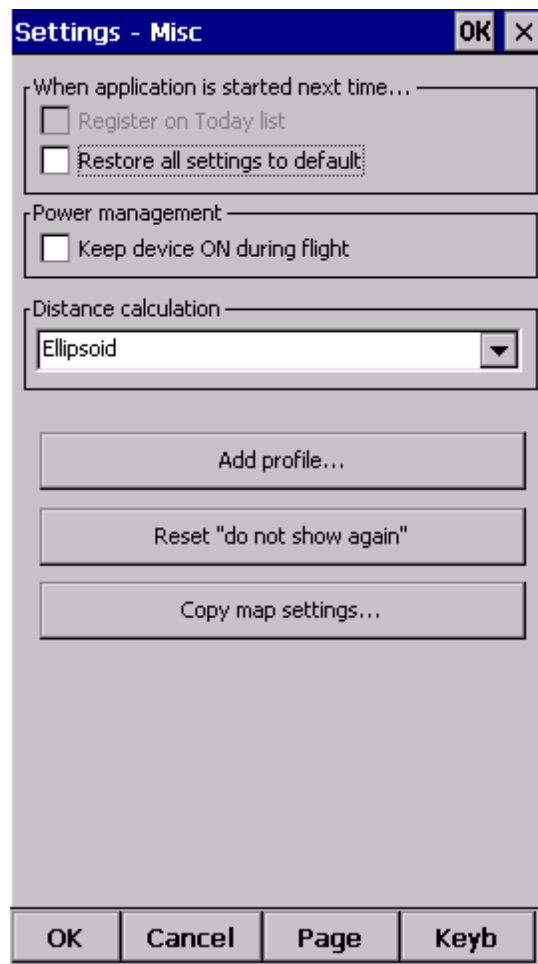 Settings - Misc OK ×
When application is started next time...
Register on Today list
Restore all settings to default
Power management
Keep device ON during flight
Distance calculation
Ellipsoid
Add profile...
Reset "do not show again"
Copy map settings...
OK Cancel Page Keyb